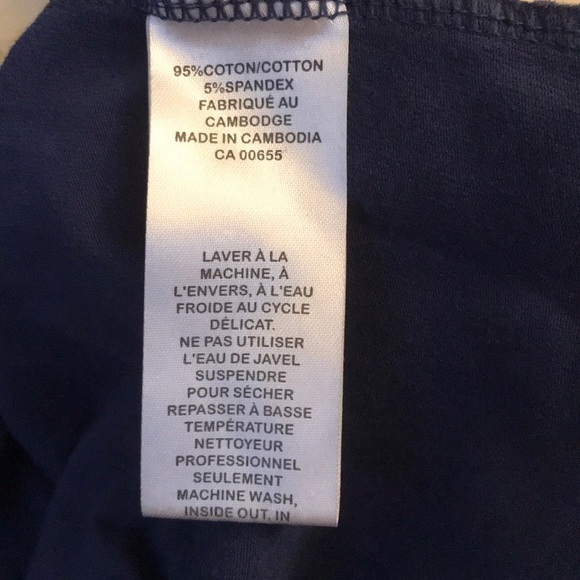 95%COTON/COTTON
5%SPANDEX
FABRIQUÉ AU
CAMBODGE
MADE IN CAMBODIA
CA 00655
LAVER À LA
MACHINE, À
L'ENVERS, À L'EAU
FROIDE AU CYCLE
DÉLICAT.
NE PAS UTILISER
L'EAU DE JAVEL
SUSPENDRE
POUR SÉCHER
REPASSER À BASSE
TEMPÉRATURE
NETTOYEUR
PROFESSIONNEL
SEULEMENT
MACHINE WASH,
INSIDE OUT, IN